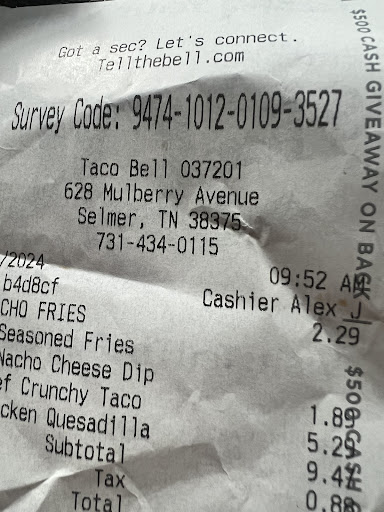 Got a sec? Let's connect.
Tellthebell.com
Survey Code: 9474-1012-0109-3527
Taco Bell 037201
628 Mulberry Avenue
Selmer, TN 38375
731-434-0115
/2024 09:52 AM
b4d8cf Cashier Alex J
CHO FRIES 2.29
Seasoned Fries
Nacho Cheese Dip
ef Crunchy Taco 1.89
cken Quesadilla 5.29
Subtotal 9.47
Tax 0.88
Total
$500 CASH GIVEAWAY ON BACK
$500 CASH G